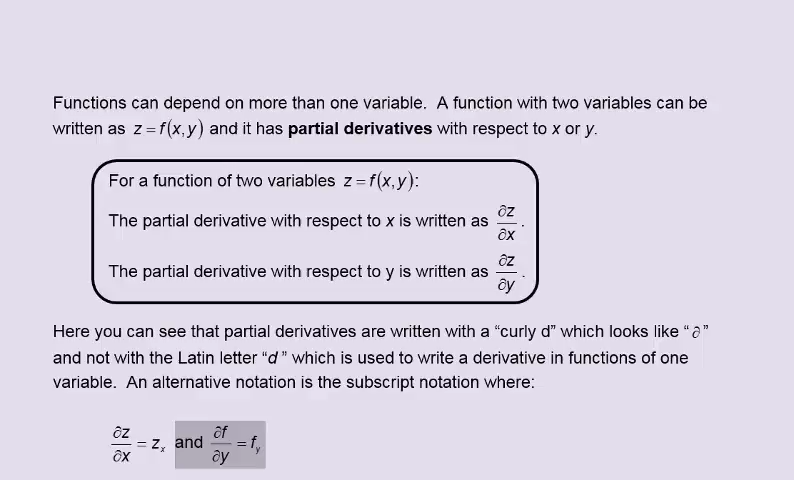 Functions can depend on more than one variable. A function with two variables can be
written as z = f(x,y) and it has partial derivatives with respect to x or y.
For a function of two variables z = f(x,y):
The partial derivative with respect to x is written as ∂z/∂x.
The partial derivative with respect to y is written as ∂z/∂y.
Here you can see that partial derivatives are written with a “curly d” which looks like “∂”
and not with the Latin letter “d” which is used to write a derivative in functions of one
variable. An alternative notation is the subscript notation where:
∂z/∂x = zₓ and ∂f/∂y = f_y